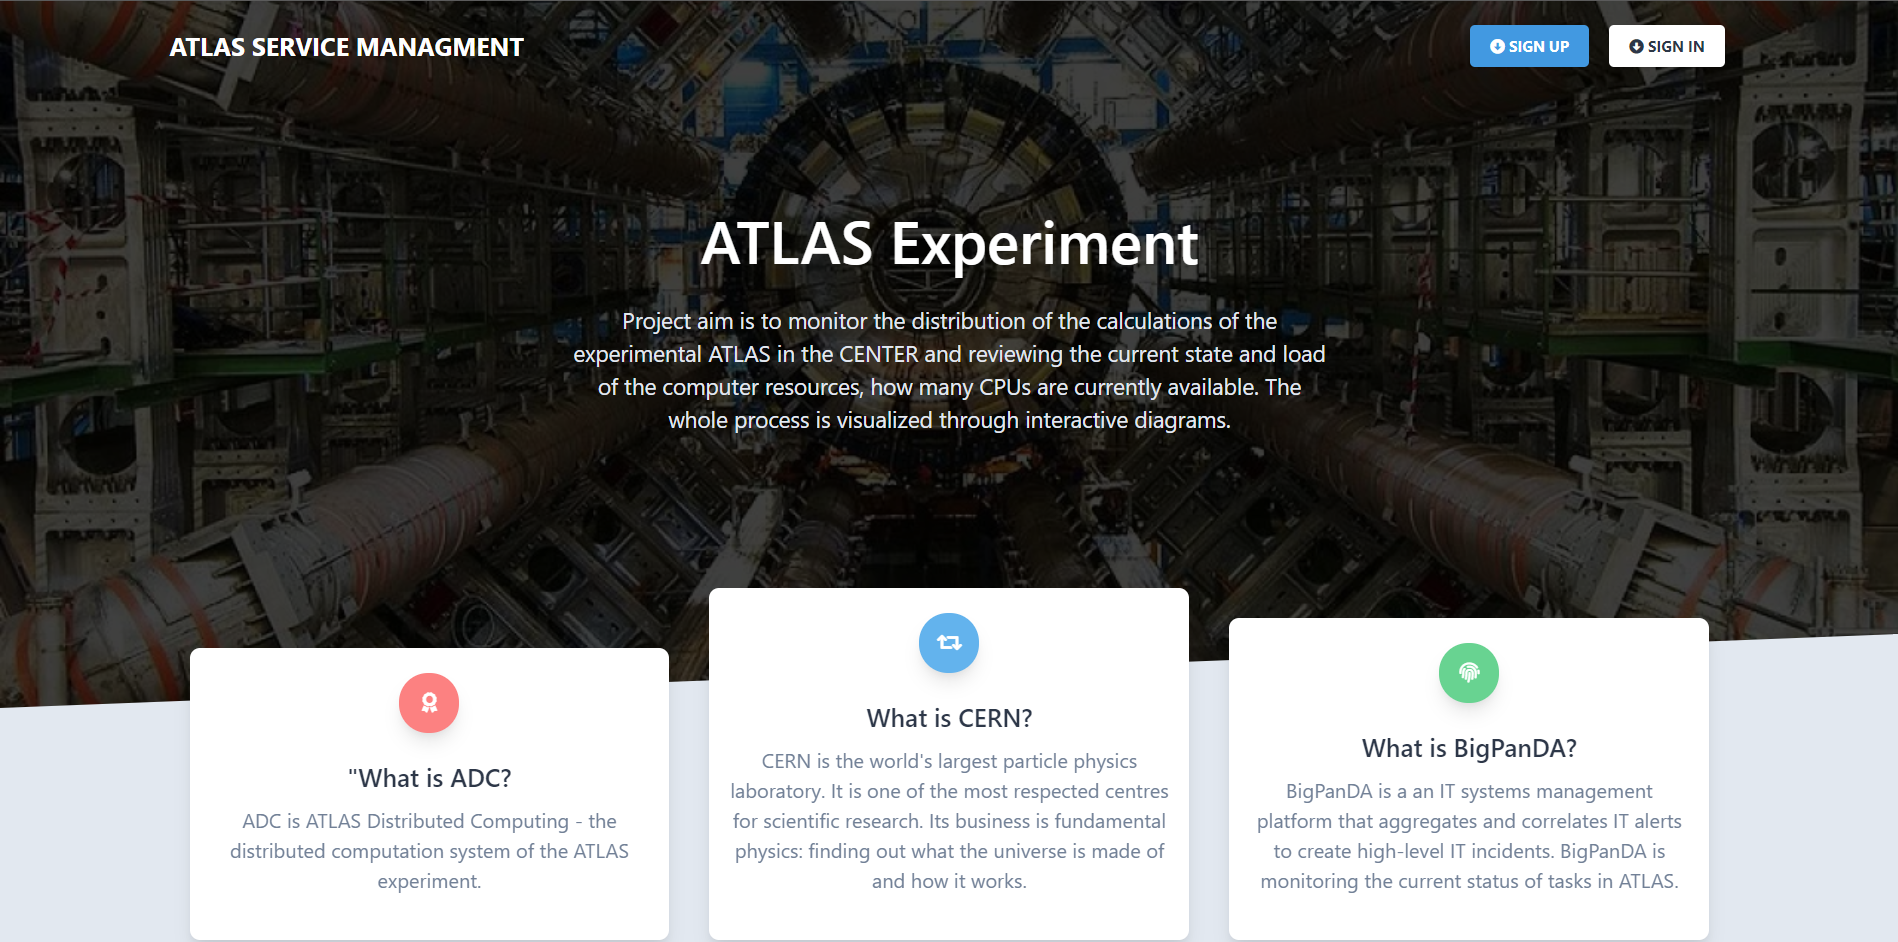 ATLAS SERVICE MANAGMENT
SIGN UP
SIGN IN
ATLAS Experiment
Project aim is to monitor the distribution of the calculations of the
experimental ATLAS in the CENTER and reviewing the current state and load
of the computer resources, how many CPUs are currently available. The
whole process is visualized through interactive diagrams.
"What is ADC?
ADC is ATLAS Distributed Computing - the
distributed computation system of the ATLAS
experiment.
What is CERN?
CERN is the world's largest particle physics
laboratory. It is one of the most respected centres
for scientific research. Its business is fundamental
physics: finding out what the universe is made of
and how it works.
What is BigPanDA?
BigPanDA is a an IT systems management
platform that aggregates and correlates IT alerts
to create high-level IT incidents. BigPanDA is
monitoring the current status of tasks in ATLAS.